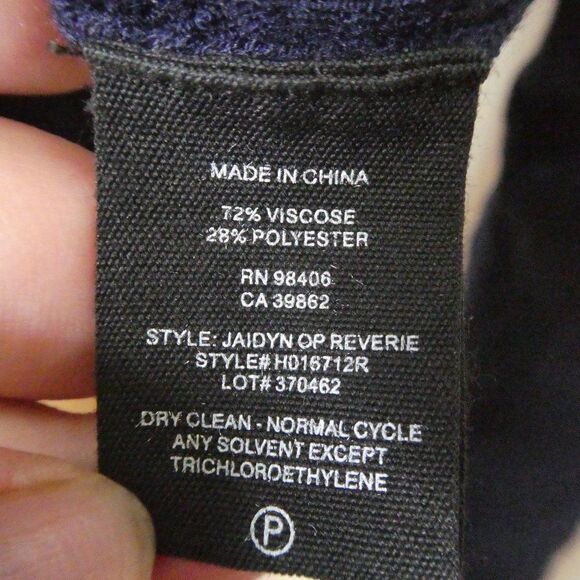 MADE IN CHINA
72% VISCOSE
28% POLYESTER
RN 98406
CA 39862
STYLE: JAIDYN OP REVERIE
STYLE# H016712R
LOT# 370462
DRY CLEAN - NORMAL CYCLE
ANY SOLVENT EXCEPT
TRICHLOROETHYLENE
P